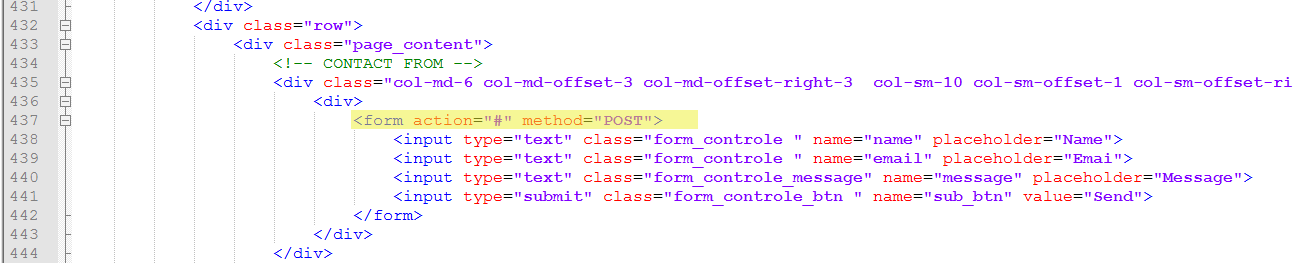 431 </div>
432 <div class="row">
433 <div class="page_content">
434 <!-- CONTACT FROM -->
435 <div class="col-md-6 col-md-offset-3 col-md-offset-right-3  col-sm-10 col-sm-offset-1 col-sm-offset-ri
436 <div>
437 <form action="#" method="POST">
438 <input type="text" class="form_controle " name="name" placeholder="Name">
439 <input type="text" class="form_controle " name="email" placeholder="Emai">
440 <input type="text" class="form_controle_message" name="message" placeholder="Message">
441 <input type="submit" class="form_controle_btn " name="sub_btn" value="Send">
442 </form>
443 </div>
444 </div>